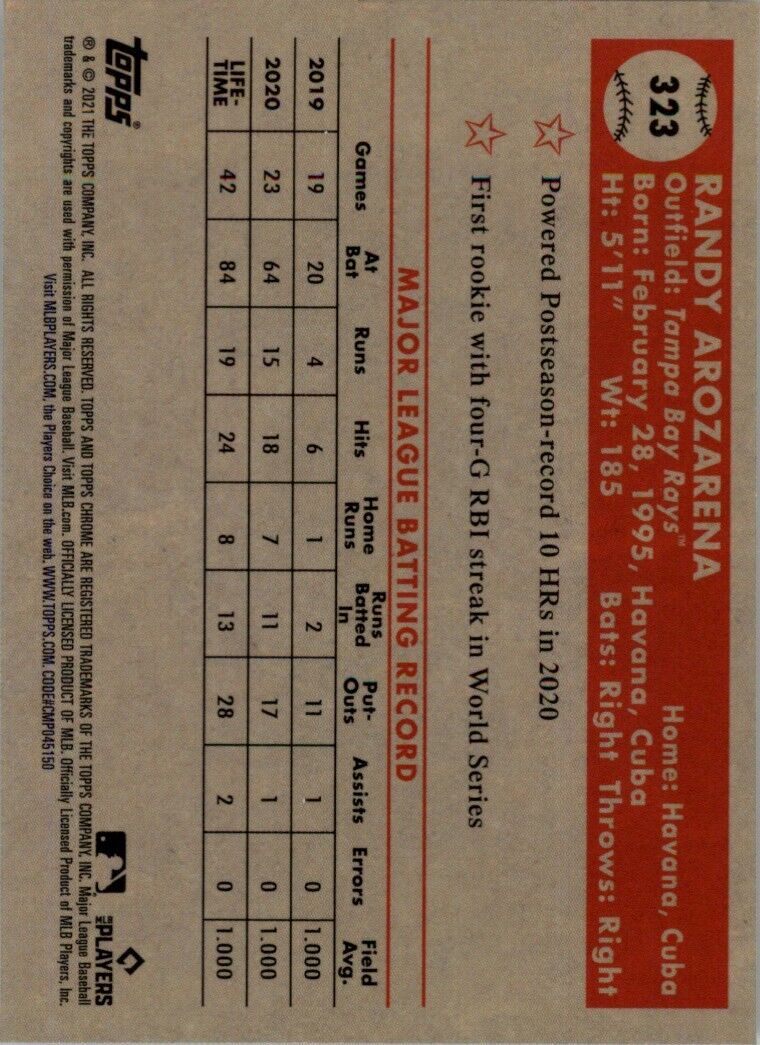 323
RANDY AROZARENA
Outfield: Tampa Bay Rays™ Home: Havana, Cuba
Born: February 28, 1995, Havana, Cuba
Ht: 5'11" Wt: 185 Bats: Right Throws: Right
Powered Postseason-record 10 HRs in 2020
First rookie with four-G RBI streak in World Series
MAJOR LEAGUE BATTING RECORD
Games At Bat Runs Hits Home Runs Runs Batted In Put-Outs Assists Errors Field Avg.
2019 19 20 4 6 1 2 11 1 0 1.000
2020 23 64 15 18 7 11 17 1 0 1.000
LIFE-TIME 42 84 19 24 8 13 28 2 0 1.000
topps®
MLB PLAYERS INC
® & © 2021 THE TOPPS COMPANY, INC. ALL RIGHTS RESERVED. TOPPS AND TOPPS CHROME ARE REGISTERED TRADEMARKS OF THE TOPPS COMPANY, INC. Major League Baseball
trademarks and copyrights are used with permission of Major League Baseball. Visit MLB.com. OFFICIALLY LICENSED PRODUCT OF MLB. Officially Licensed Product of MLB Players, Inc.
Visit MLBPLAYERS.COM, the Players Choice on the web. WWW.TOPPS.COM. CODE#CMP045150